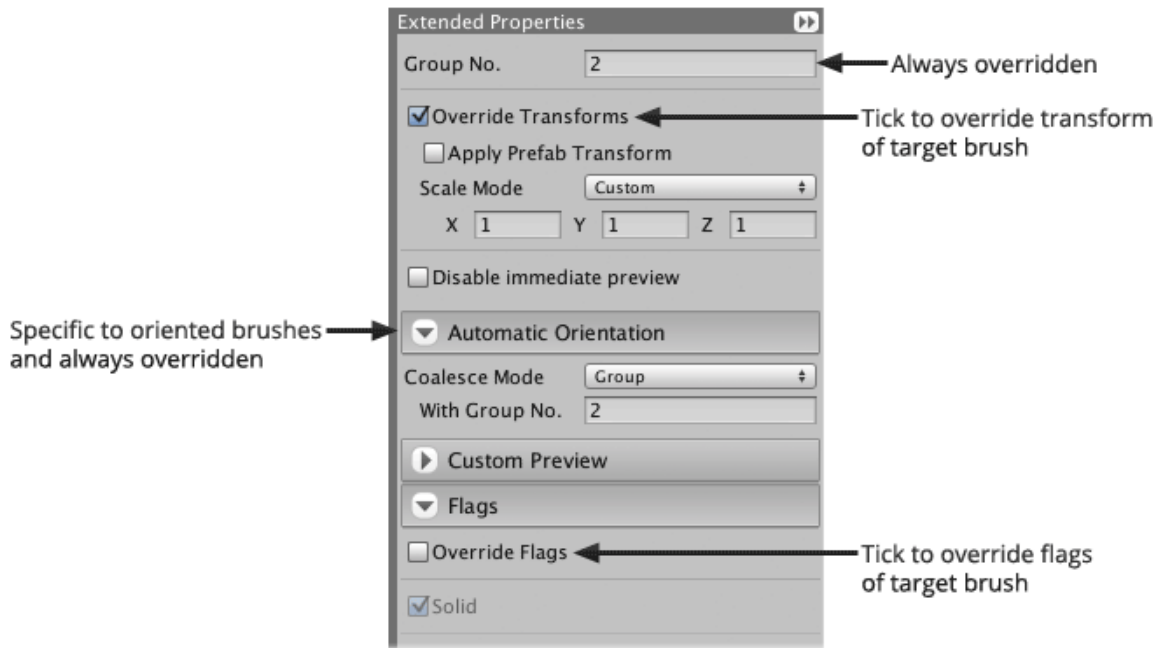 Extended Properties
Group No. 2
Always overridden
Override Transforms
Tick to override transform
of target brush
Apply Prefab Transform
Scale Mode Custom
X 1 Y 1 Z 1
Disable immediate preview
Specific to oriented brushes
and always overridden
Automatic Orientation
Coalesce Mode Group
With Group No. 2
Custom Preview
Flags
Override Flags
Tick to override flags
of target brush
Solid